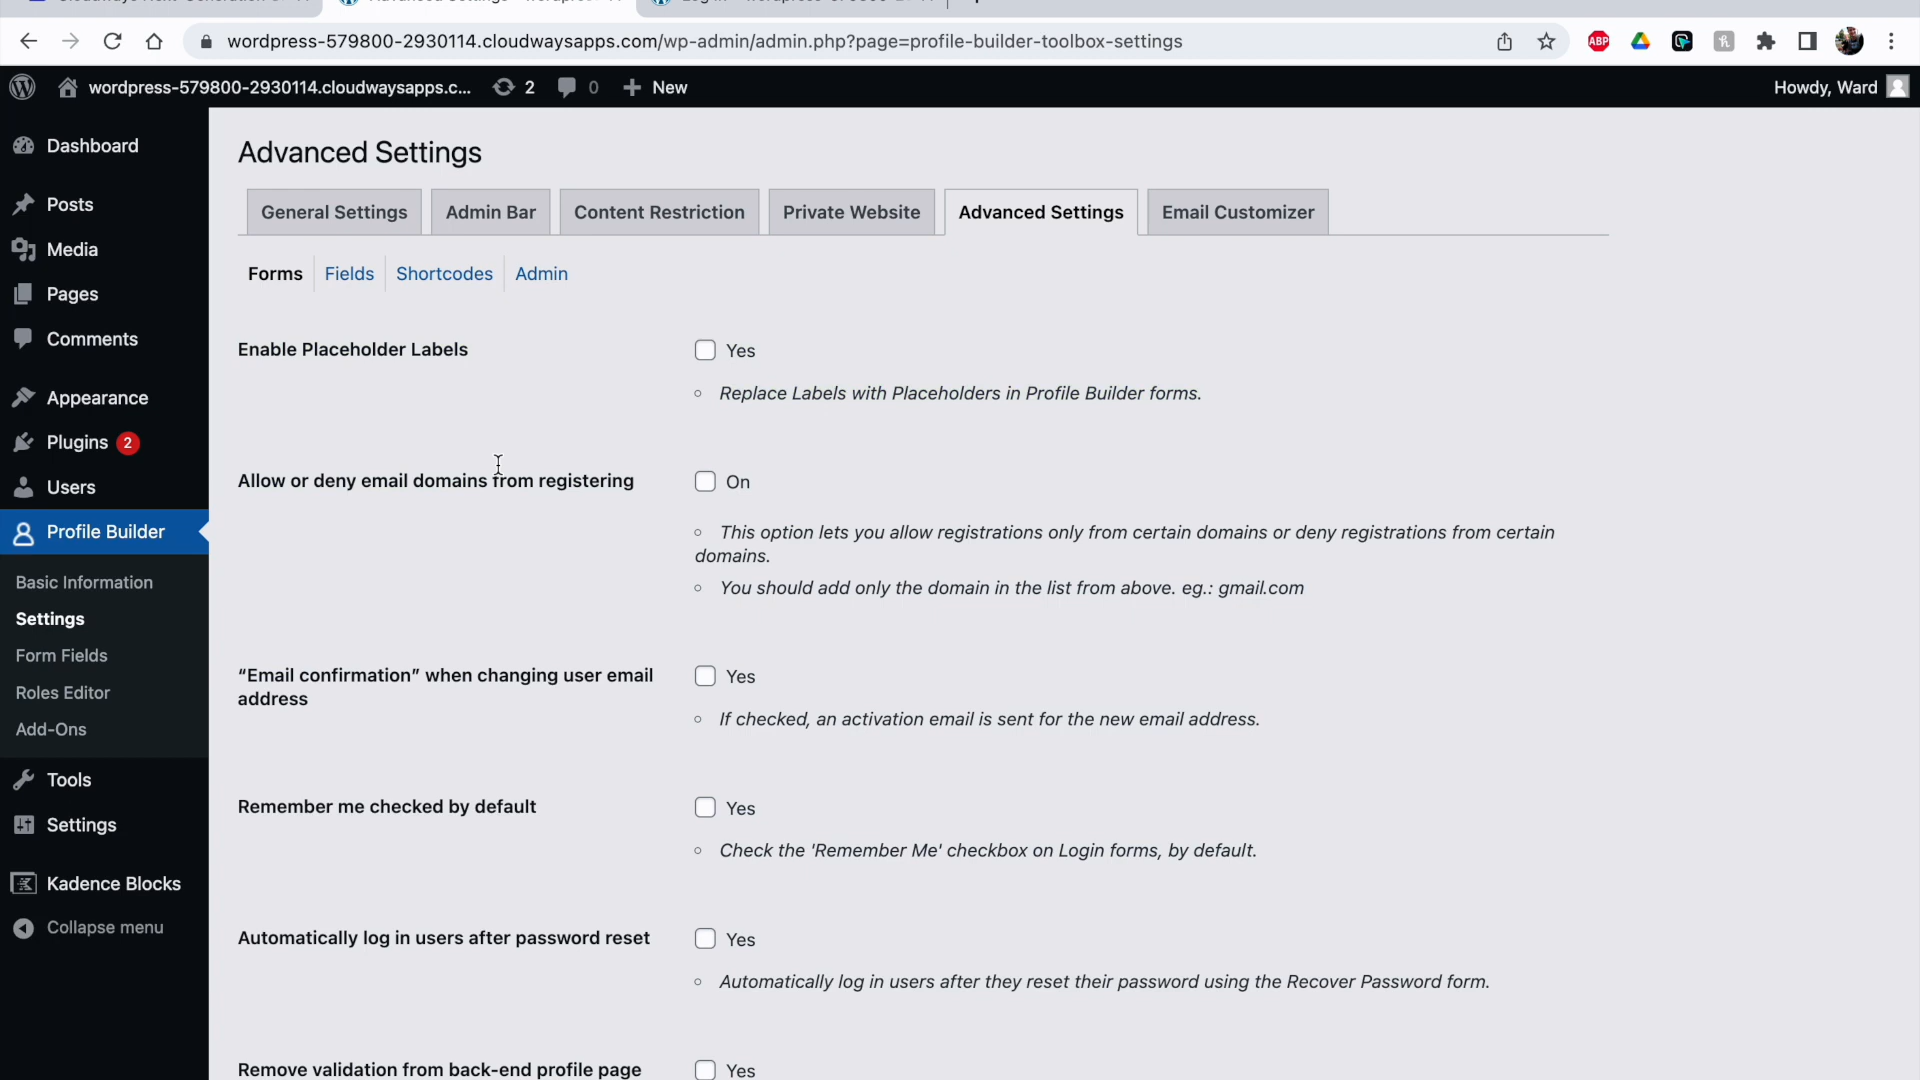 wordpress-579800-2930114.cloudwaysapps.com/wp-admin/admin.php?page=profile-builder-toolbox-settings
ABP
wordpress-579800-2930114.cloudwaysapps.c... 2 0 New
Howdy, Ward
Dashboard
Posts
Media
Pages
Comments
Appearance
Plugins 2
Users
Profile Builder
Basic Information
Settings
Form Fields
Roles Editor
Add-Ons
Tools
Settings
Kadence Blocks
Collapse menu
Advanced Settings
General Settings Admin Bar Content Restriction Private Website Advanced Settings Email Customizer
Forms Fields Shortcodes Admin
Enable Placeholder Labels
Yes
Replace Labels with Placeholders in Profile Builder forms.
Allow or deny email domains from registering
On
This option lets you allow registrations only from certain domains or deny registrations from certain
domains.
You should add only the domain in the list from above. eg.: gmail.com
“Email confirmation” when changing user email
address
Yes
If checked, an activation email is sent for the new email address.
Remember me checked by default
Yes
Check the 'Remember Me' checkbox on Login forms, by default.
Automatically log in users after password reset
Yes
Automatically log in users after they reset their password using the Recover Password form.
Remove validation from back-end profile page
Yes